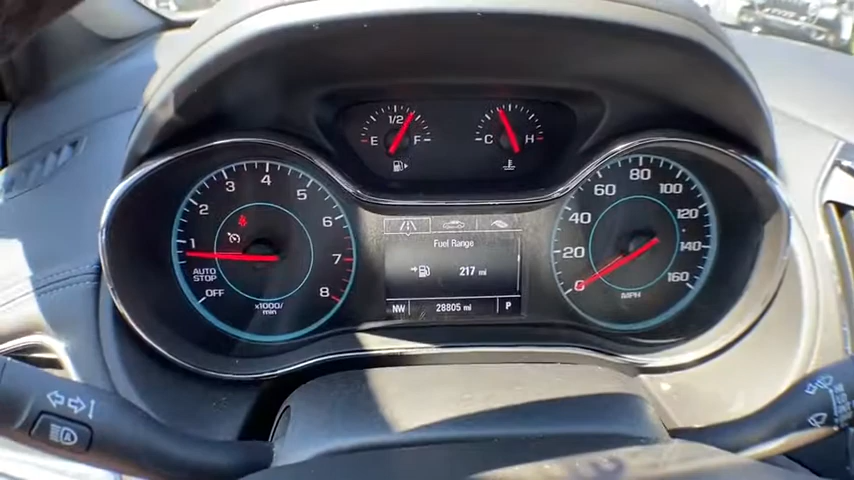 1/2
E F
C H
3 4 5
2 6
1 7
AUTO
OFF 8
x1000/
min
Fuel Range
217 mi
NW 28805 mi P
60 80 100
40 120
20 140
0 160
MPH